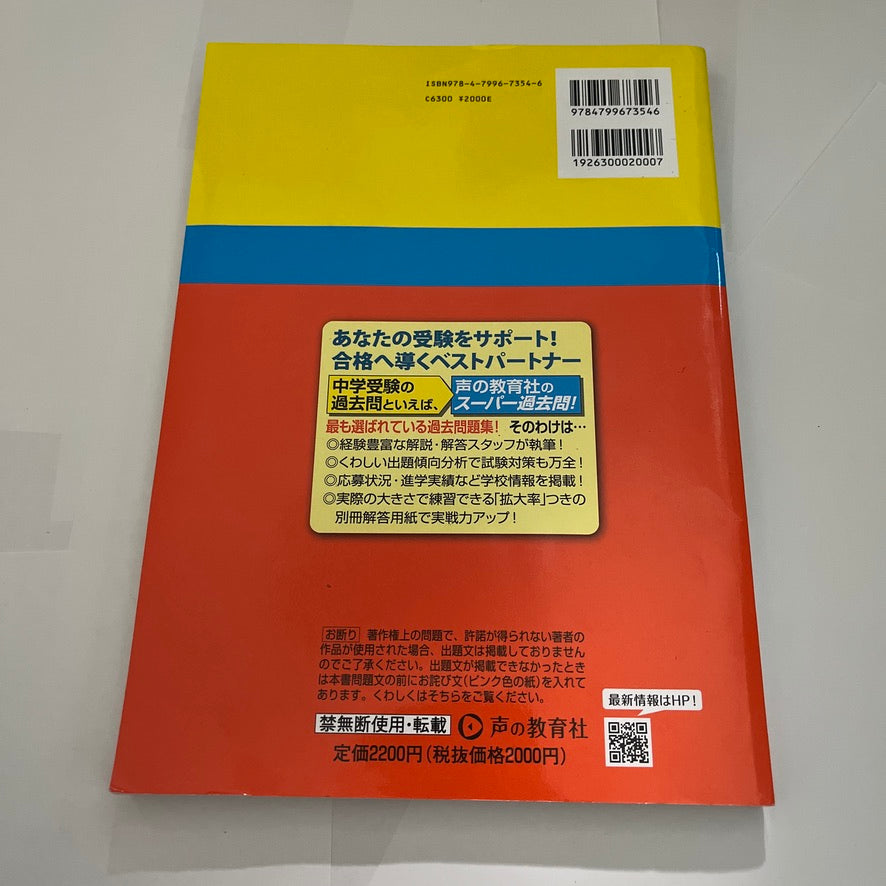 ISBN978-4-7996-7354-6
C6300 ¥2000E
9784799673546
1926300020007
あなたの受験をサポート!
合格へ導くベストパートナー
中学受験の
過去問といえば、
声の教育社の
スーパー過去問!
最も選ばれている過去問題集! そのわけは…
◎経験豊富な解説・解答スタッフが執筆!
◎くわしい出題傾向分析で試験対策も万全!
◎応募状況・進学実績など学校情報を掲載!
◎実際の大きさで練習できる「拡大率」つきの
別冊解答用紙で実戦力アップ!
お断り 著作権上の問題で、許諾が得られない著者の
作品が使用された場合、出題文は掲載しておりません
のでご了承ください。出題文が掲載できなかったとき
は本書問題文の前にお詫び文(ピンク色の紙)を入れて
あります。くわしくはそちらをご覧ください。
最新情報はHP!
禁無断使用・転載 声の教育社
定価2200円(税抜価格2000円)